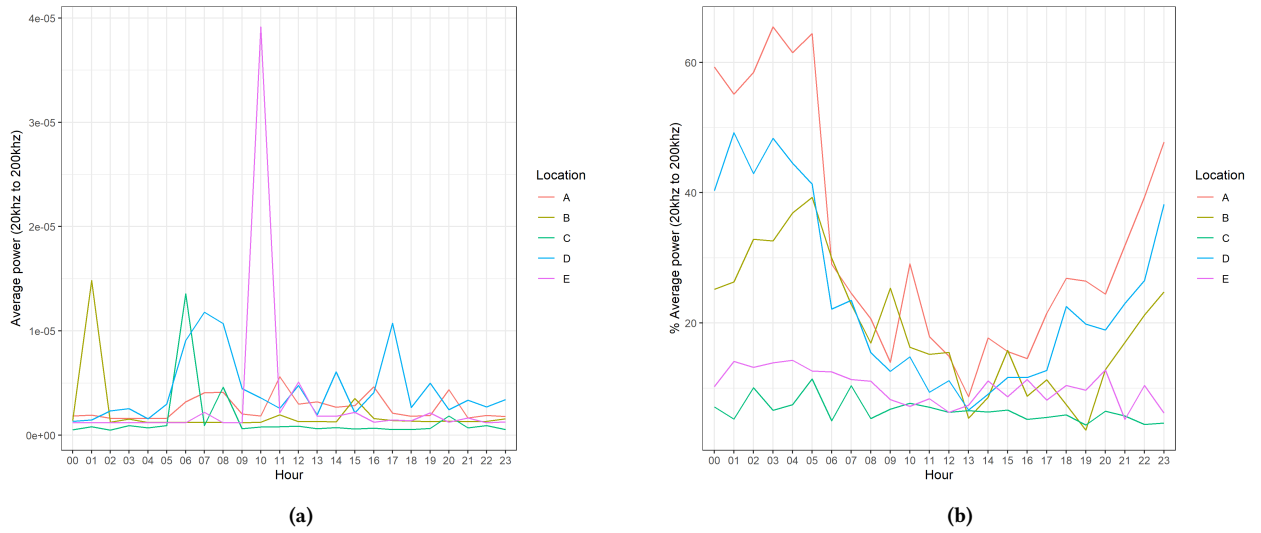 4e-05
3e-05
2e-05
1e-05
0e+00
Average power (20khz to 200khz)
00 01 02 03 04 05 06 07 08 09 10 11 12 13 14 15 16 17 18 19 20 21 22 23
Hour
Location
A
B
C
D
E
(a)
60
40
20
% Average power (20khz to 200khz)
00 01 02 03 04 05 06 07 08 09 10 11 12 13 14 15 16 17 18 19 20 21 22 23
Hour
Location
A
B
C
D
E
(b)